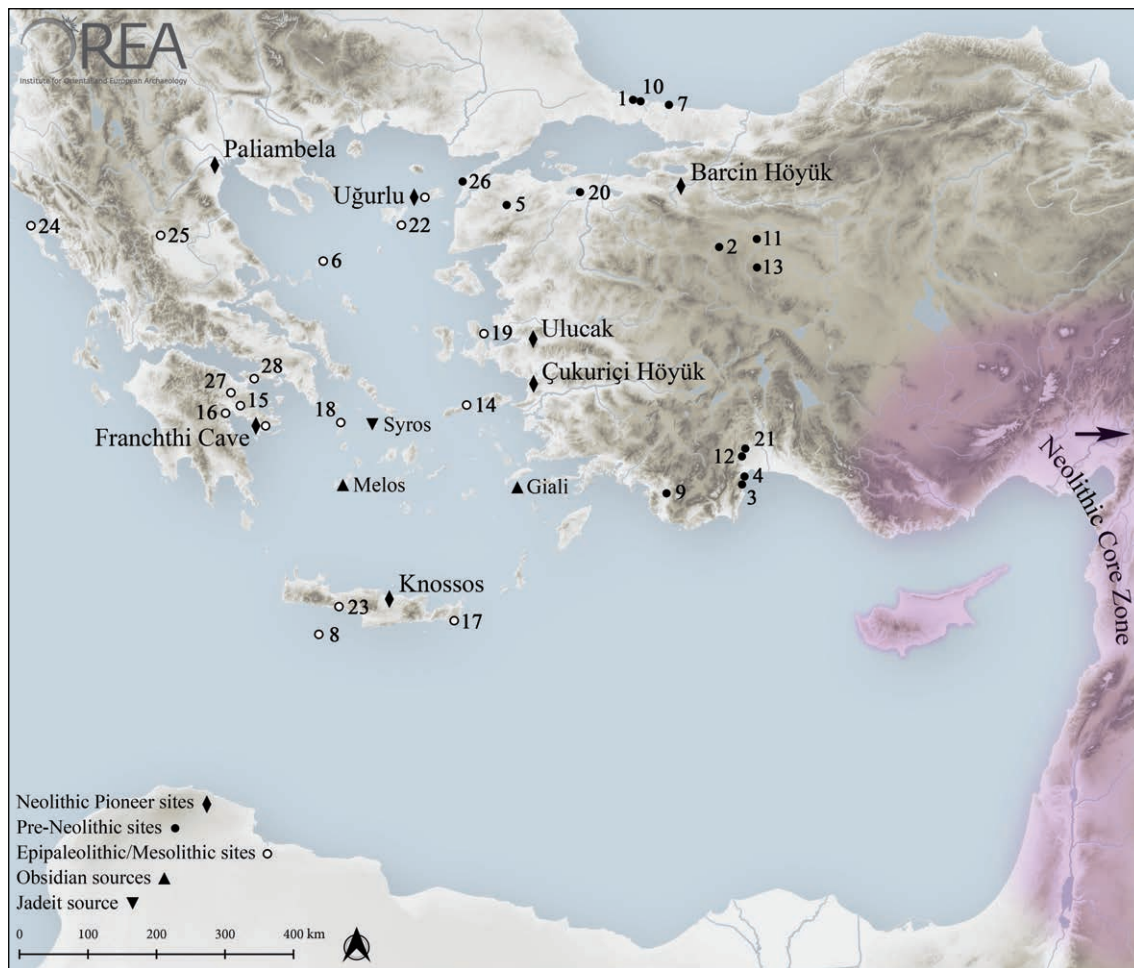 OREA
Institute for Oriental and European Archaeology
1
10
7
Paliambela
Barcin Höyük
26
Uğurlu
20
5
24
22
25
11
2
6
13
19
Ulucak
Çukuriçi Höyük
28
27
15
14
16
18
Syros
Franchthi Cave
21
12
Neolithic Core Zone
4
Melos
Giali
9
3
Knossos
23
17
8
Neolithic Pioneer sites
Pre-Neolithic sites
Epipaleolithic/Mesolithic sites
Obsidian sources
Jadeit source
0 100 200 300 400 km